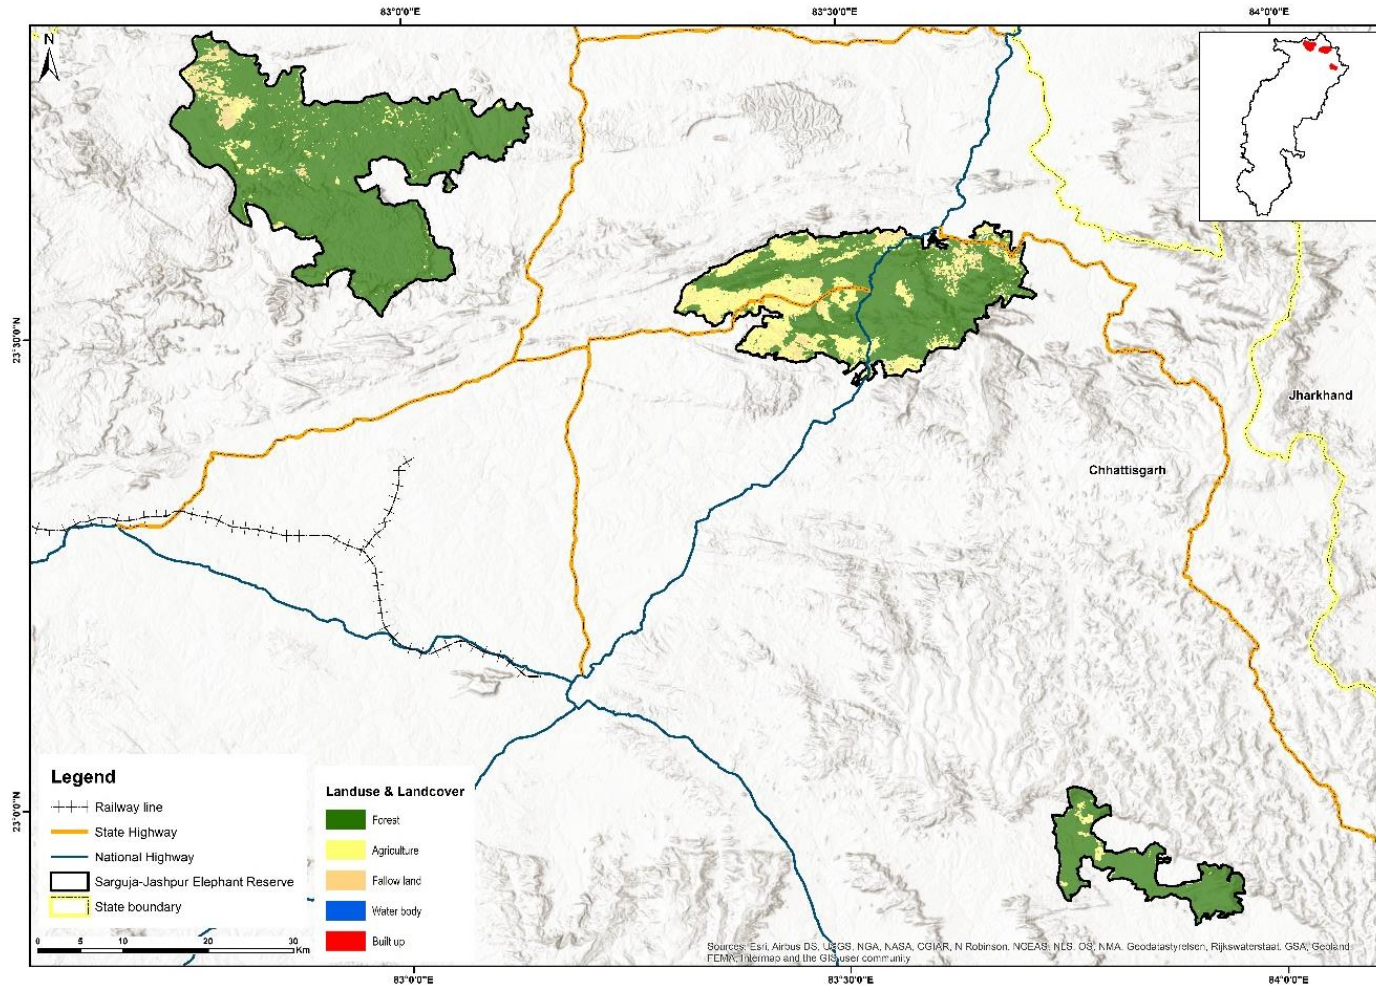 83°0'0"E
83°30'0"E
84°0'0"E
N
23°30'0"N
23°0'0"N
Jharkhand
Chhattisgarh
Legend
Railway line
State Highway
National Highway
Sarguja-Jashpur Elephant Reserve
State boundary
0 5 10 20 30
Km
Landuse & Landcover
Forest
Agriculture
Fallow land
Water body
Built up
Sources: Esri, Airbus DS, USGS, NGA, NASA, CGIAR, N Robinson, NCEAS, NLS, OS, NMA, Geodatastyrelsen, Rijkswaterstaat, GSA, Geoland
FEMA, Intermap and the GIS user community
83°0'0"E
83°30'0"E
84°0'0"E